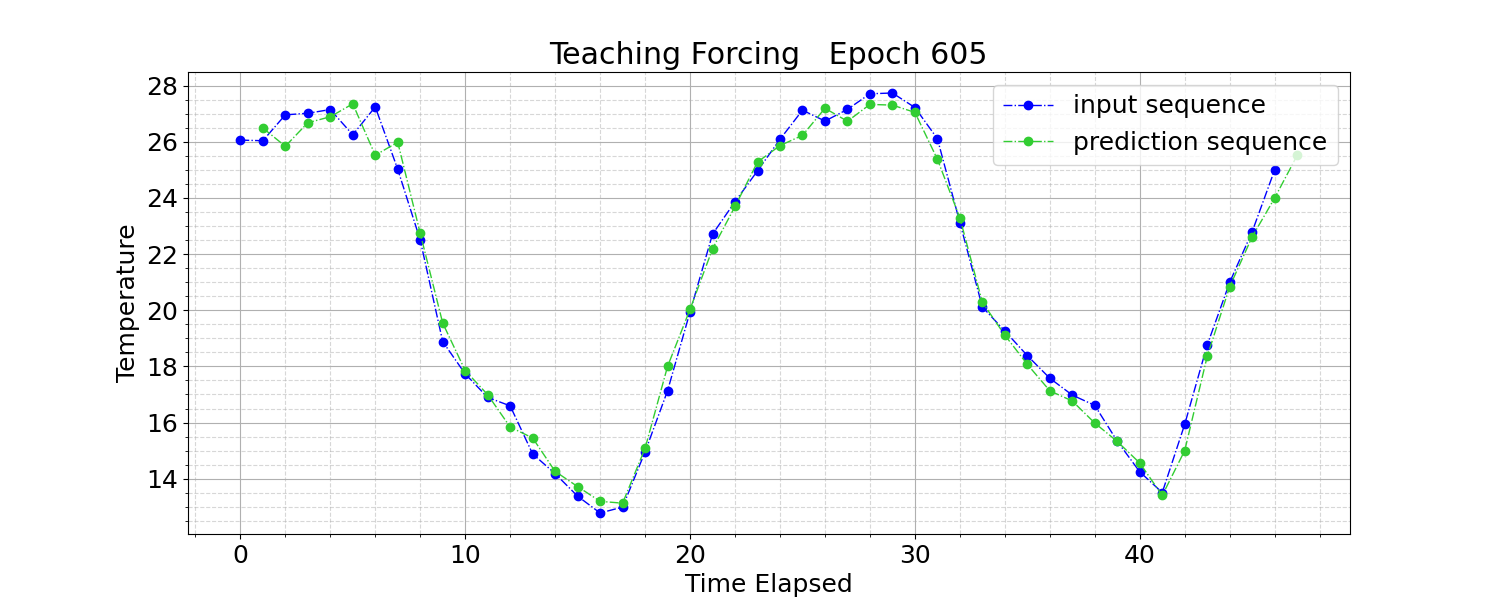 Teaching Forcing   Epoch 605
28
26
24
22
20
18
16
14
Temperature
input sequence
prediction sequence
0 10 20 30 40
Time Elapsed